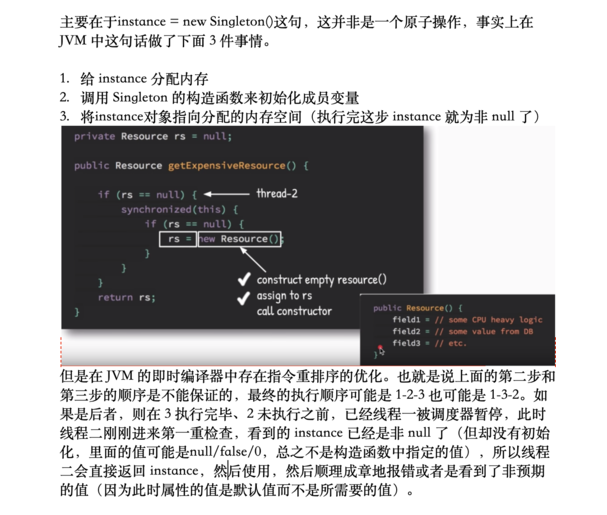 主要在于instance = new Singleton()这句，这并非是一个原子操作，事实上在
JVM 中这句话做了下面 3 件事情。
1. 给 instance 分配内存
2. 调用 Singleton 的构造函数来初始化成员变量
3. 将instance对象指向分配的内存空间（执行完这步 instance 就为非 null 了）
private Resource rs = null;
public Resource getExpensiveResource() {
if (rs == null) { thread-2
synchronized(this) {
if (rs == null) {
rs = new Resource();
}
}
}
return rs;
}
construct empty resource()
assign to rs
call constructor
public Resource() {
field1 = // some CPU heavy logic
field2 = // some value from DB
field3 = // etc.
}
但是在 JVM 的即时编译器中存在指令重排序的优化。也就是说上面的第二步和
第三步的顺序是不能保证的，最终的执行顺序可能是 1-2-3 也可能是 1-3-2。如
果是后者，则在 3 执行完毕、2 未执行之前，已经线程一被调度器暂停，此时
线程二刚刚进来第一重检查，看到的 instance 已经是非 null 了（但却没有初始
化，里面的值可能是null/false/0，总之不是构造函数中指定的值），所以线程
二会直接返回 instance，然后使用，然后顺理成章地报错或者是看到了非预期
的值（因为此时属性的值是默认值而不是所需要的值）。